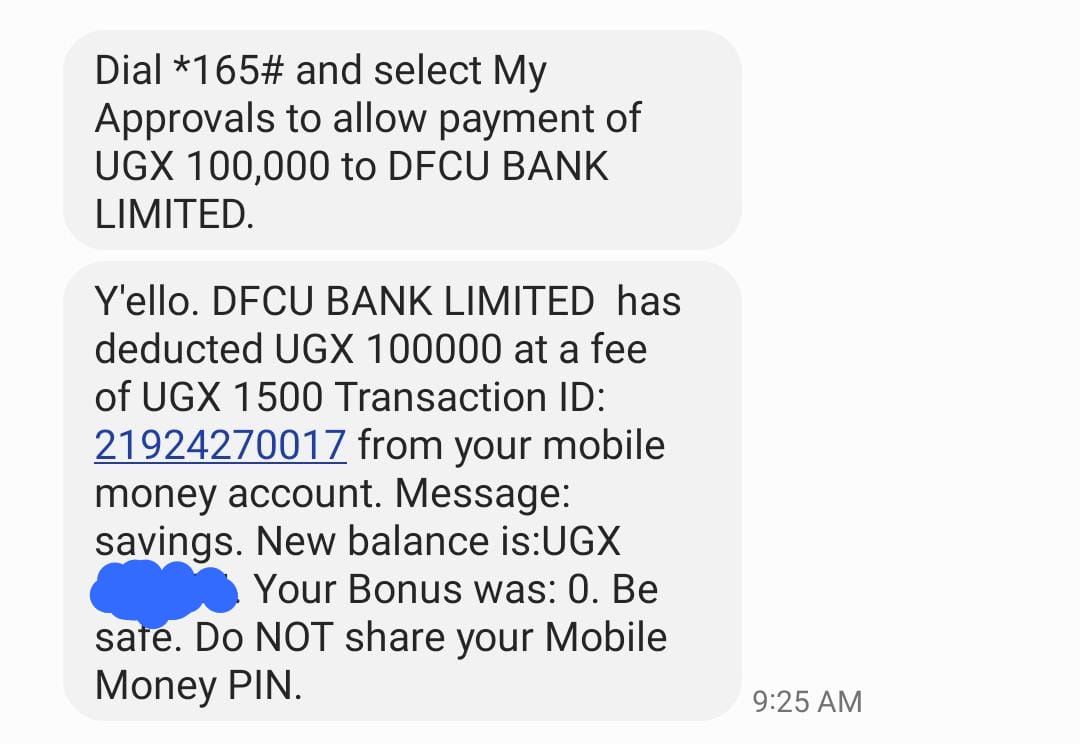 Dial *165# and select My
Approvals to allow payment of
UGX 100,000 to DFCU BANK
LIMITED.
Y'ello. DFCU BANK LIMITED  has
deducted UGX 100000 at a fee
of UGX 1500 Transaction ID:
21924270017 from your mobile
money account. Message:
savings. New balance is:UGX
. Your Bonus was: 0. Be
safe. Do NOT share your Mobile
Money PIN.
9:25 AM